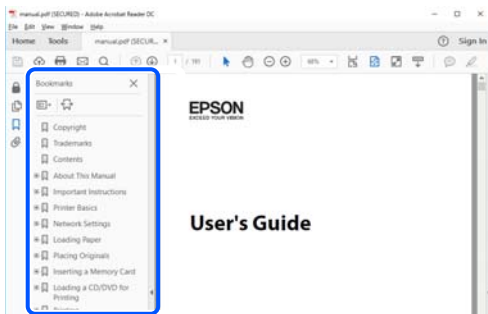 manual.pdf (SECURED) - Adobe Acrobat Reader DC
File Edit View Window Help
Home Tools manual.pdf (SECUR... × Sign In
Bookmarks
EPSON
EXCEED YOUR VISION
Copyright
Trademarks
Contents
About This Manual
Important Instructions
Printer Basics
Network Settings
User's Guide
Loading Paper
Placing Originals
Inserting a Memory Card
Loading a CD/DVD for
Printing